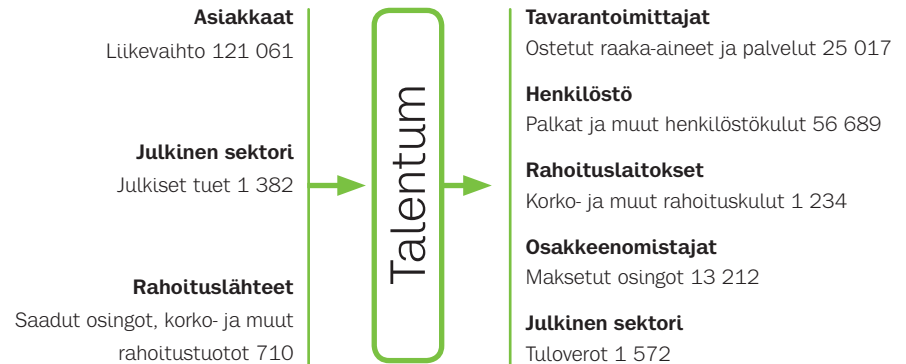 Asiakkaat
Liikevaihto 121 061
Julkinen sektori
Julkiset tuet 1 382
Rahoituslähteet
Saadut osingot, korko- ja muut
rahoitustuotot 710
Talentum
Tavarantoimittajat
Ostetut raaka-aineet ja palvelut 25 017
Henkilöstö
Palkat ja muut henkilöstökulut 56 689
Rahoituslaitokset
Korko- ja muut rahoituskulut 1 234
Osakkeenomistajat
Maksetut osingot 13 212
Julkinen sektori
Tuloverot 1 572